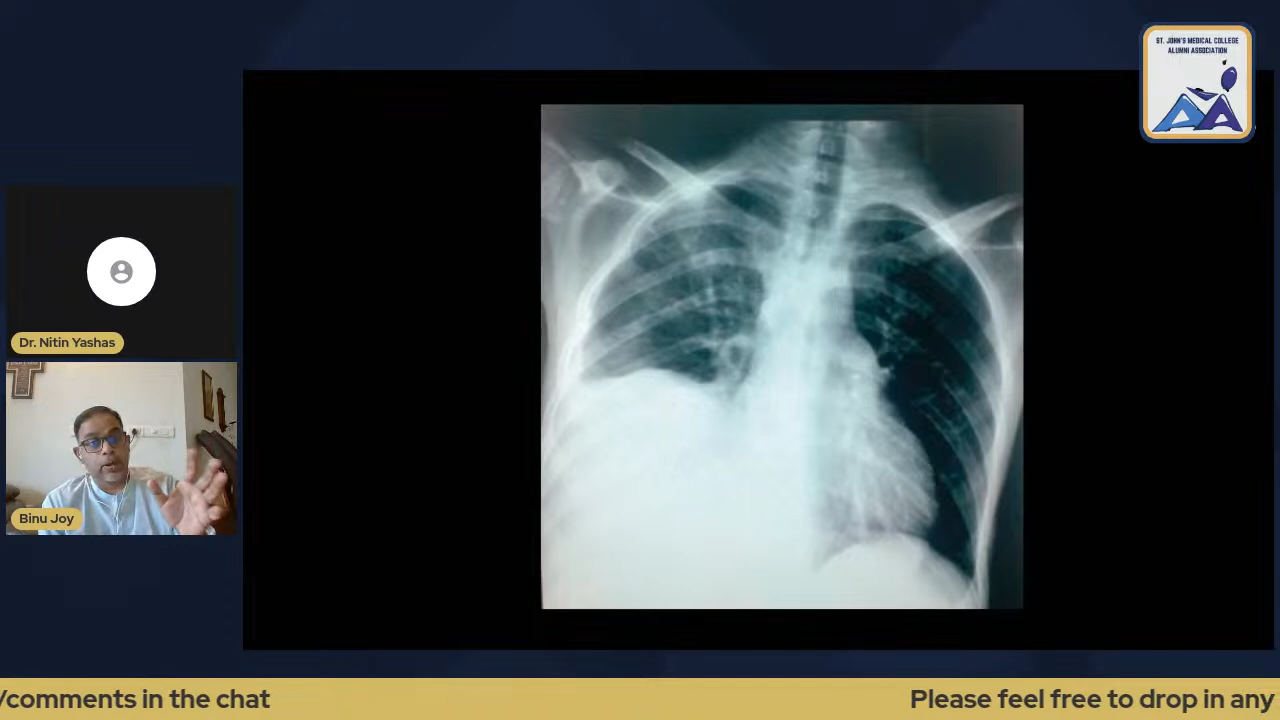 ST. JOHN'S MEDICAL COLLEGE
ALUMNI ASSOCIATION
Dr. Nitin Yashas
Binu Joy
/comments in the chat
Please feel free to drop in any